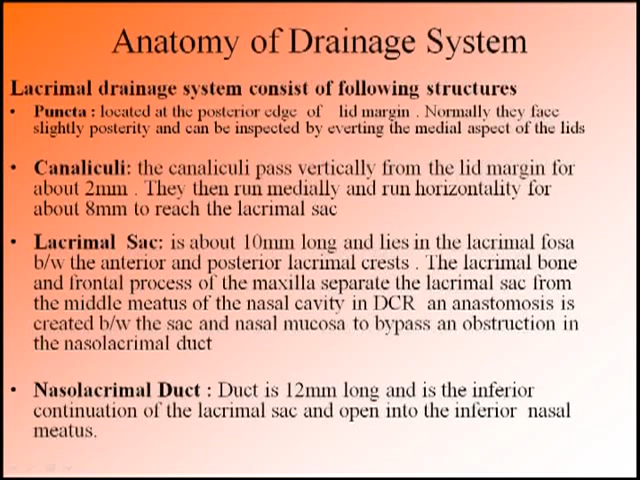 Anatomy of Drainage System
Lacrimal drainage system consist of following structures
• Puncta : located at the posterior edge of lid margin . Normally they face
slightly posterity and can be inspected by everting the medial aspect of the lids
• Canaliculi: the canaliculi pass vertically from the lid margin for
about 2mm . They then run medially and run horizontality for
about 8mm to reach the lacrimal sac
• Lacrimal Sac: is about 10mm long and lies in the lacrimal fosa
b/w the anterior and posterior lacrimal crests . The lacrimal bone
and frontal process of the maxilla separate the lacrimal sac from
the middle meatus of the nasal cavity in DCR an anastomosis is
created b/w the sac and nasal mucosa to bypass an obstruction in
the nasolacrimal duct
• Nasolacrimal Duct : Duct is 12mm long and is the inferior
continuation of the lacrimal sac and open into the inferior nasal
meatus.